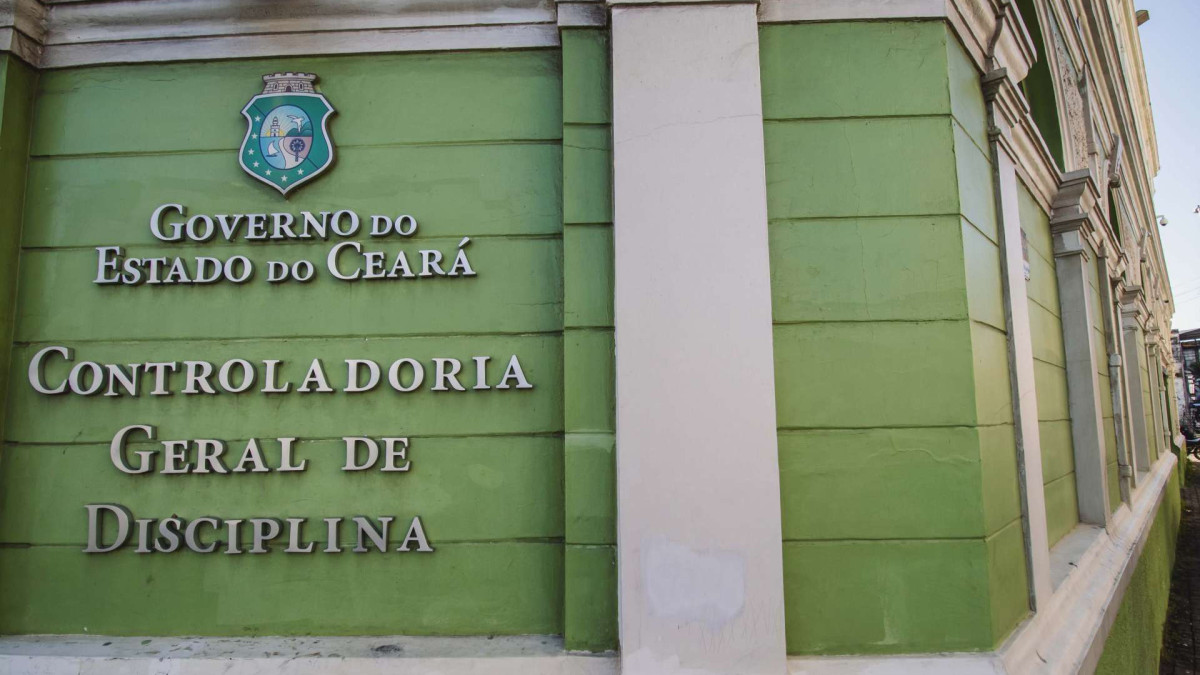 Governo do
Estado do Ceará
Controladoria
Geral de
Disciplina